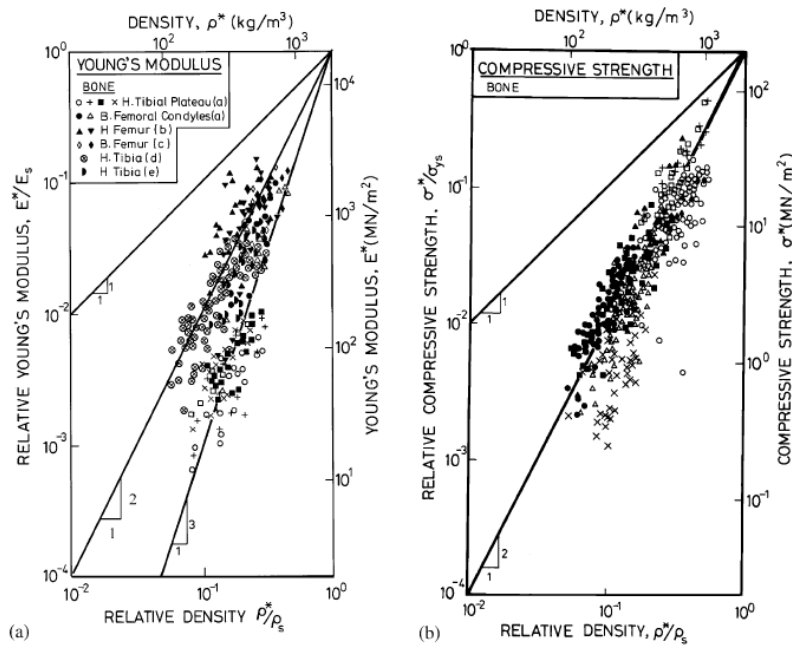 DENSITY, ρ* (kg/m³)
10² 10³
YOUNG'S MODULUS
BONE
○ + ■ × H. Tibial Plateau(a)
● △ B. Femoral Condyles(a)
▲ ▼ H Femur (b)
◊ ♦ B. Femur (c)
⊗ H. Tibia (d)
◗ H Tibia (e)
RELATIVE YOUNG'S MODULUS, E*/Eₛ
10⁰
10⁻¹
10⁻²
10⁻³
10⁻⁴
YOUNG'S MODULUS, E* (MN/m²)
10⁴
10³
10²
10¹
1
1
2
1
3
1
10⁻² 10⁻¹ 10⁰
RELATIVE DENSITY ρ*/ρₛ
(a)
DENSITY, ρ* (kg/m³)
10² 10³
COMPRESSIVE STRENGTH
BONE
RELATIVE COMPRESSIVE STRENGTH, σ*/σys
10⁰
10⁻¹
10⁻²
10⁻³
10⁻⁴
COMPRESSIVE STRENGTH, σ* (MN/m²)
10²
10¹
10⁰
10⁻¹
1
1
2
1
10⁻² 10⁻¹ 10⁰
RELATIVE DENSITY, ρ*/ρₛ
(b)